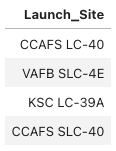 Launch_Site
CCAFS LC-40
VAFB SLC-4E
KSC LC-39A
CCAFS SLC-40